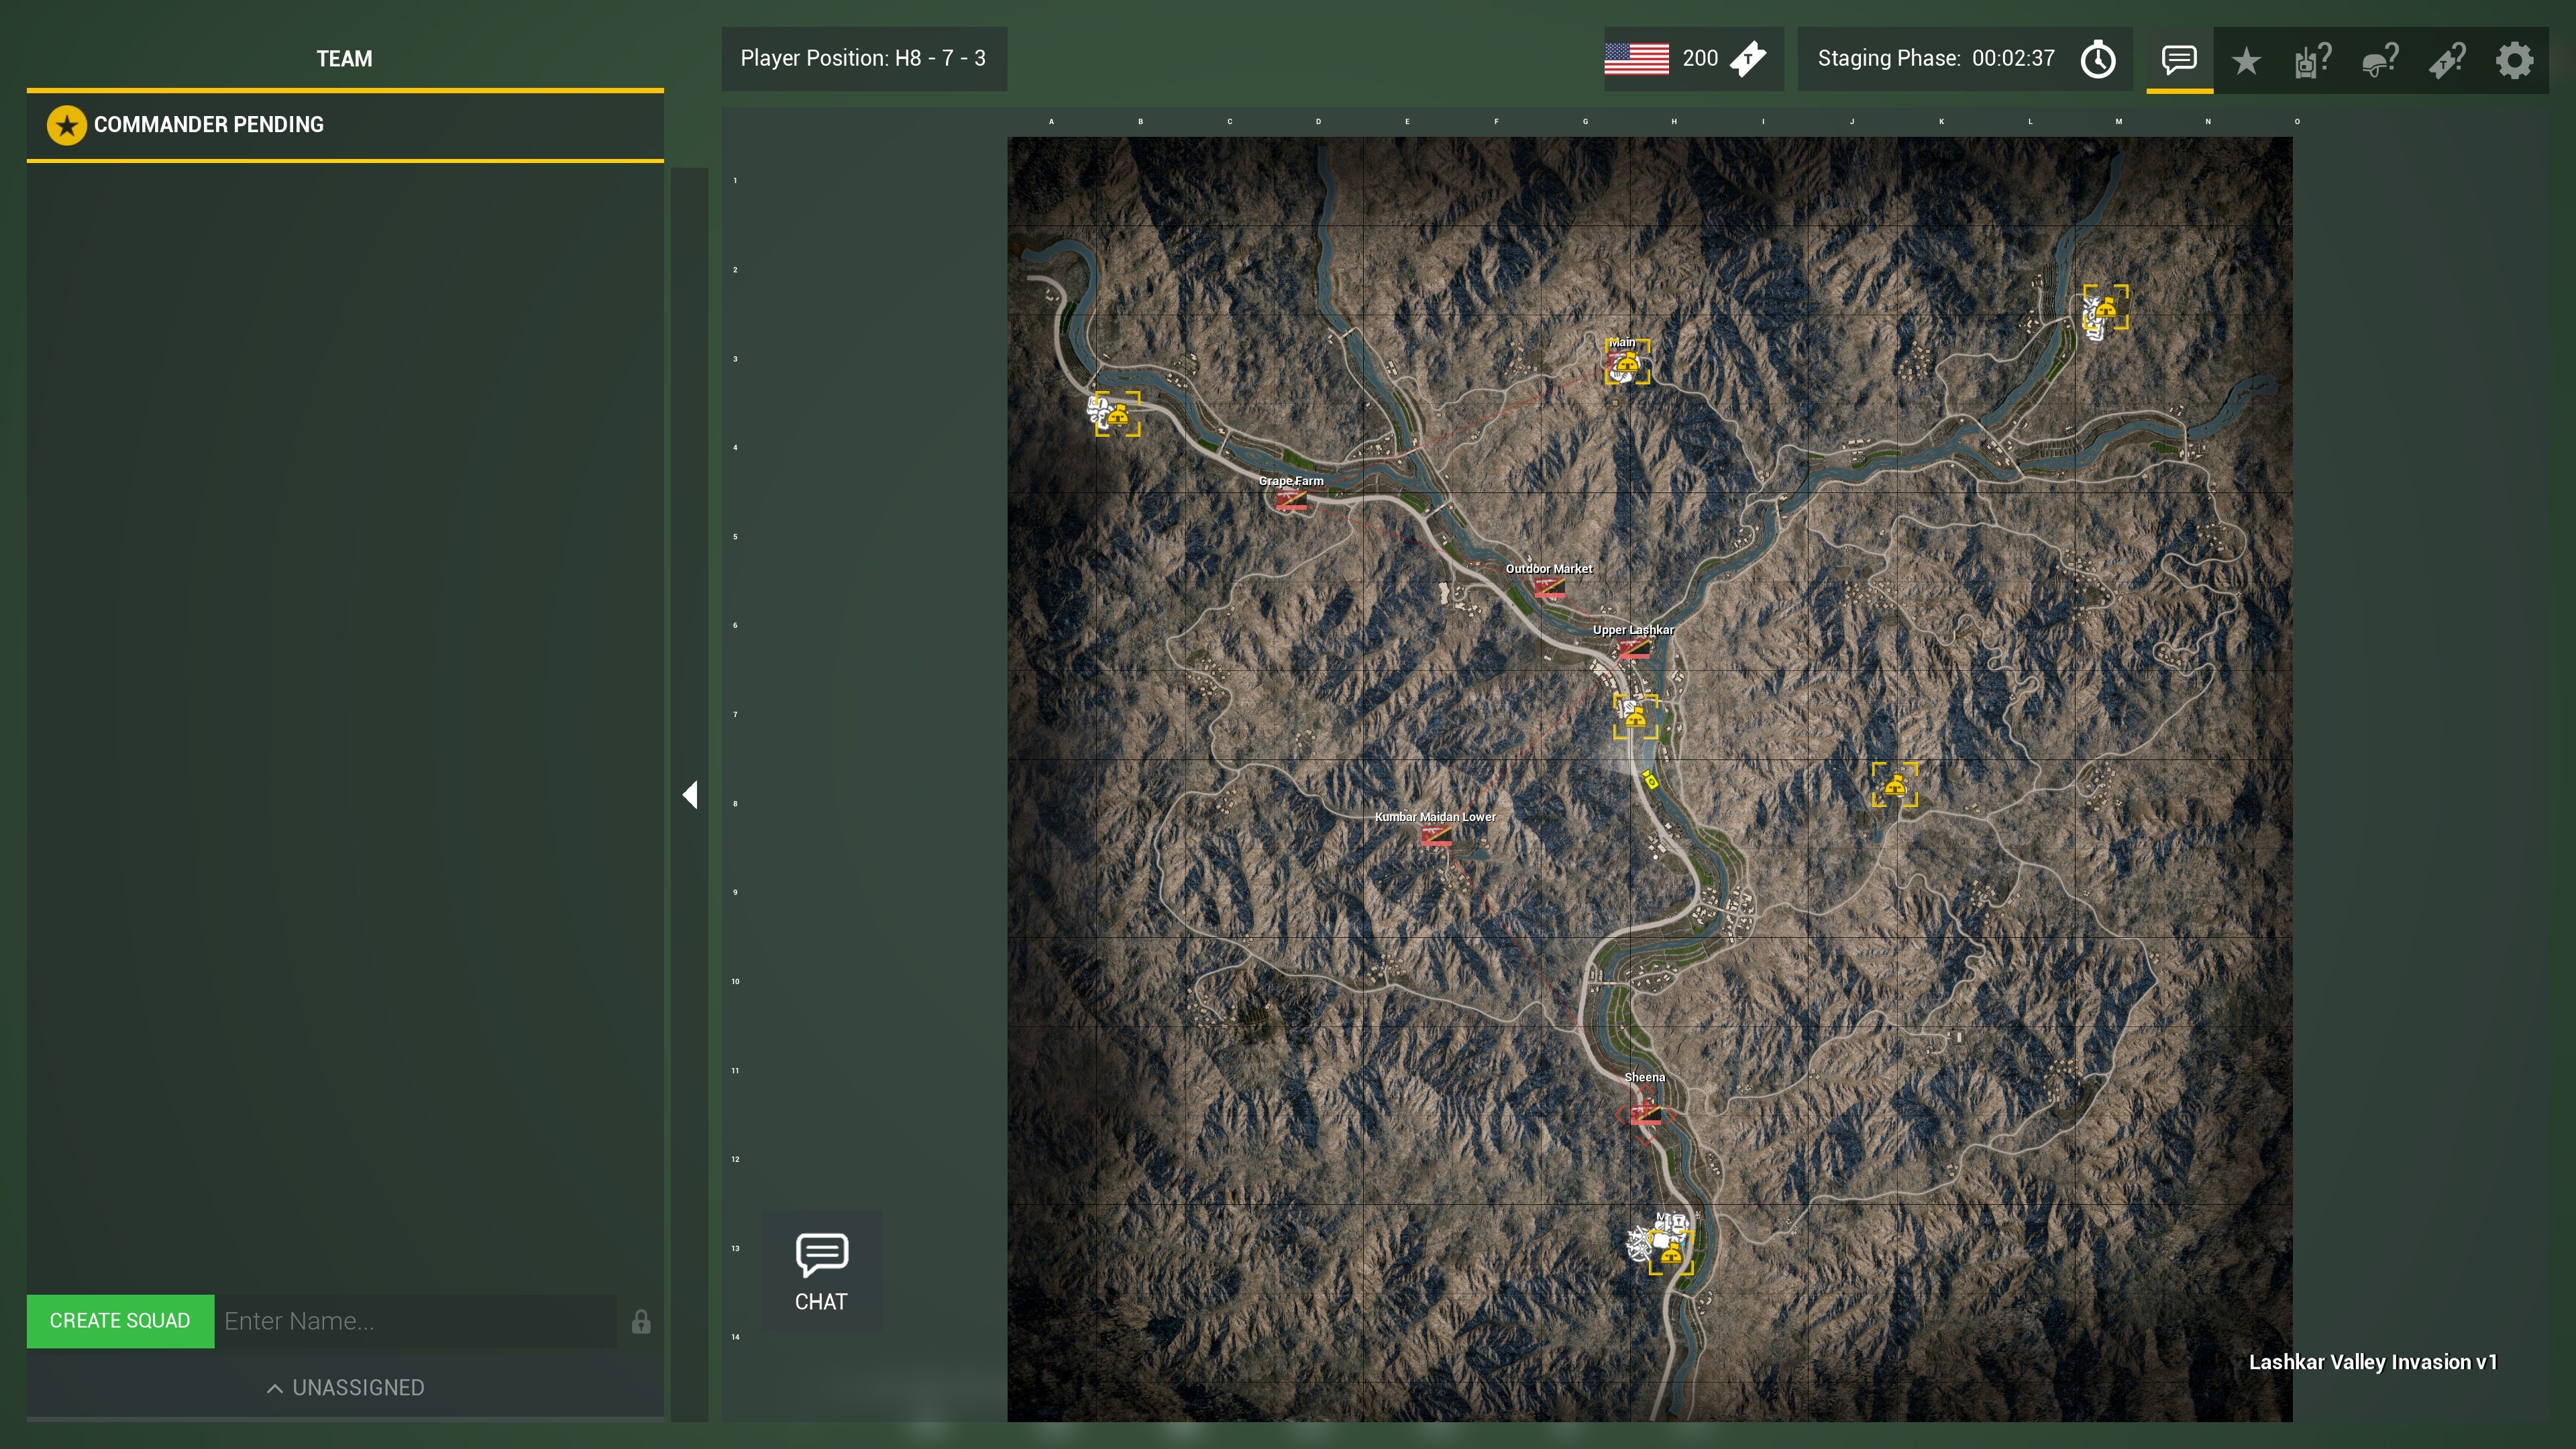 TEAM
COMMANDER PENDING
Player Position: H8 - 7 - 3
200
Staging Phase: 00:02:37
A B C D E F G H I J K L M N O
1
2
3
4
5
6
7
8
9
10
11
12
13
14
Main
Grape Farm
Outdoor Market
Upper Lashkar
Kumbar Maidan Lower
Sheena
CHAT
CREATE SQUAD
Enter Name...
UNASSIGNED
Lashkar Valley Invasion v1